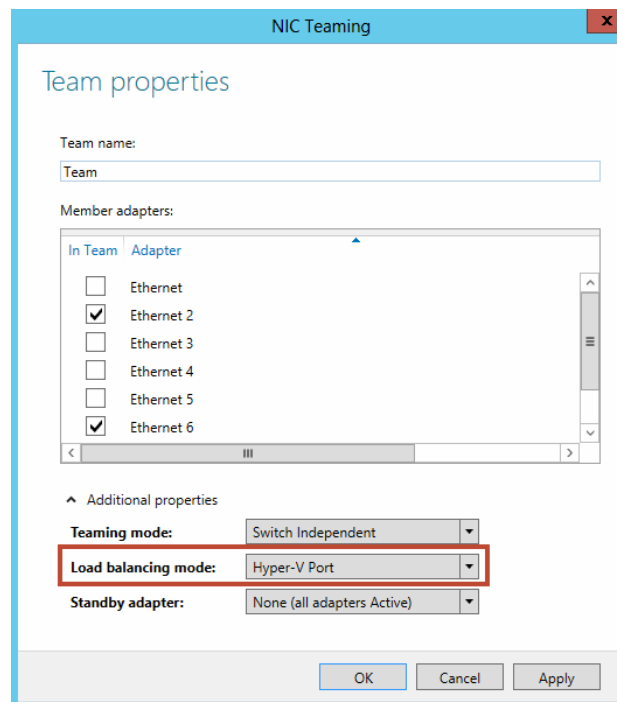 NIC Teaming
x
Team properties
Team name:
Team
Member adapters:
In Team Adapter
Ethernet
Ethernet 2
Ethernet 3
Ethernet 4
Ethernet 5
Ethernet 6
Additional properties
Teaming mode: Switch Independent
Load balancing mode: Hyper-V Port
Standby adapter: None (all adapters Active)
OK Cancel Apply